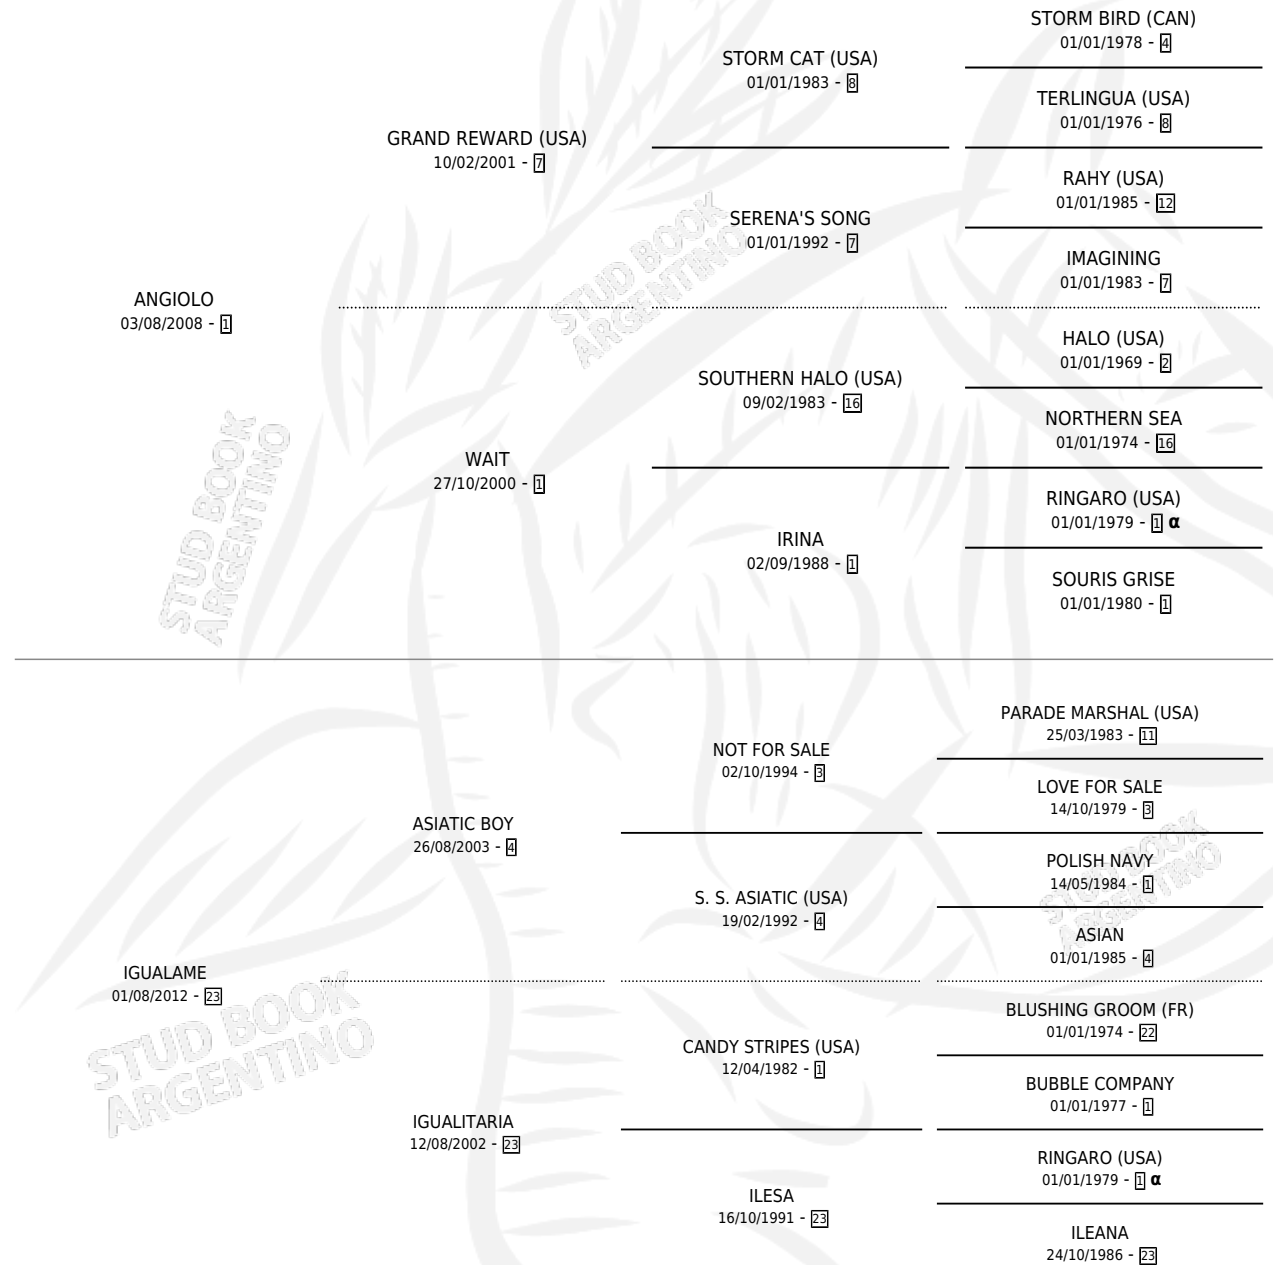 STORM BIRD (CAN)
01/01/1978 - 4
STORM CAT (USA)
01/01/1983 - 8
TERLINGUA (USA)
01/01/1976 - 8
GRAND REWARD (USA)
10/02/2001 - 7
RAHY (USA)
01/01/1985 - 12
SERENA'S SONG
01/01/1992 - 7
IMAGINING
01/01/1983 - 7
STUD BOOK
ARGENTINO
ANGIOLO
03/08/2008 - 1
HALO (USA)
01/01/1969 - 2
SOUTHERN HALO (USA)
09/02/1983 - 16
NORTHERN SEA
01/01/1974 - 16
WAIT
27/10/2000 - 1
RINGARO (USA)
01/01/1979 - 1 α
IRINA
02/09/1988 - 1
SOURIS GRISE
01/01/1980 - 1
STUD BOOK
ARGENTINO
PARADE MARSHAL (USA)
25/03/1983 - 11
NOT FOR SALE
02/10/1994 - 3
LOVE FOR SALE
14/10/1979 - 3
ASIATIC BOY
26/08/2003 - 4
POLISH NAVY
14/05/1984 - 1
S. S. ASIATIC (USA)
19/02/1992 - 4
ASIAN
01/01/1985 - 4
STUD BOOK
ARGENTINO
IGUALAME
01/08/2012 - 23
BLUSHING GROOM (FR)
01/01/1974 - 22
CANDY STRIPES (USA)
12/04/1982 - 1
BUBBLE COMPANY
01/01/1977 - 1
IGUALITARIA
12/08/2002 - 23
RINGARO (USA)
01/01/1979 - 1 α
ILESA
16/10/1991 - 23
ILEANA
24/10/1986 - 23
STUD BOOK
ARGENTINO